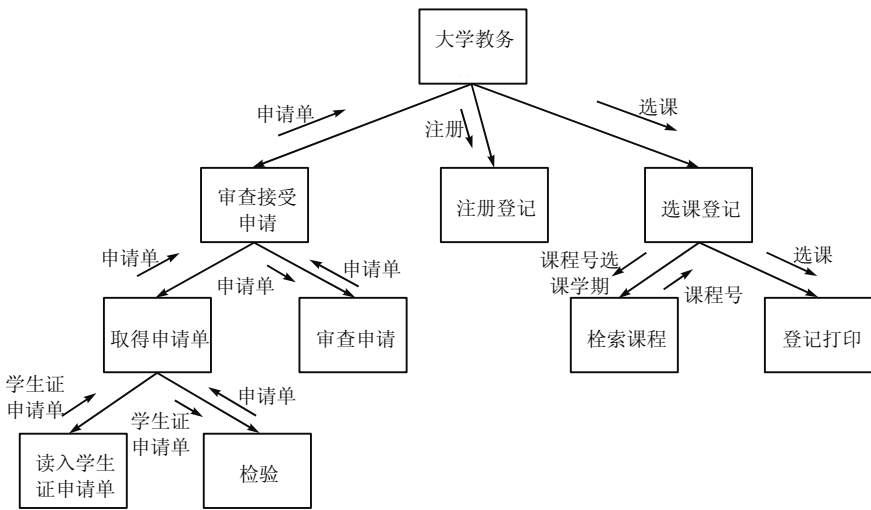 大学教务
申请单
注册
选课
审查接受
申请
注册登记
选课登记
申请单
申请单
申请单
课程号选
课学期
课程号
选课
取得申请单
审查申请
检索课程
登记打印
学生证
申请单
学生证
申请单
申请单
读入学生
证申请单
检验